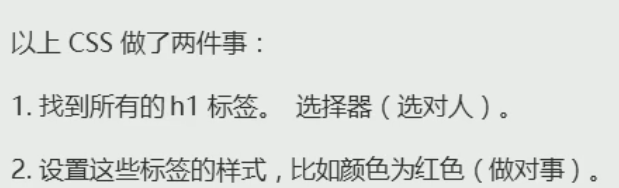 以上 CSS 做了两件事：
1. 找到所有的 h1 标签。 选择器（选对人）。
2. 设置这些标签的样式，比如颜色为红色（做对事）。